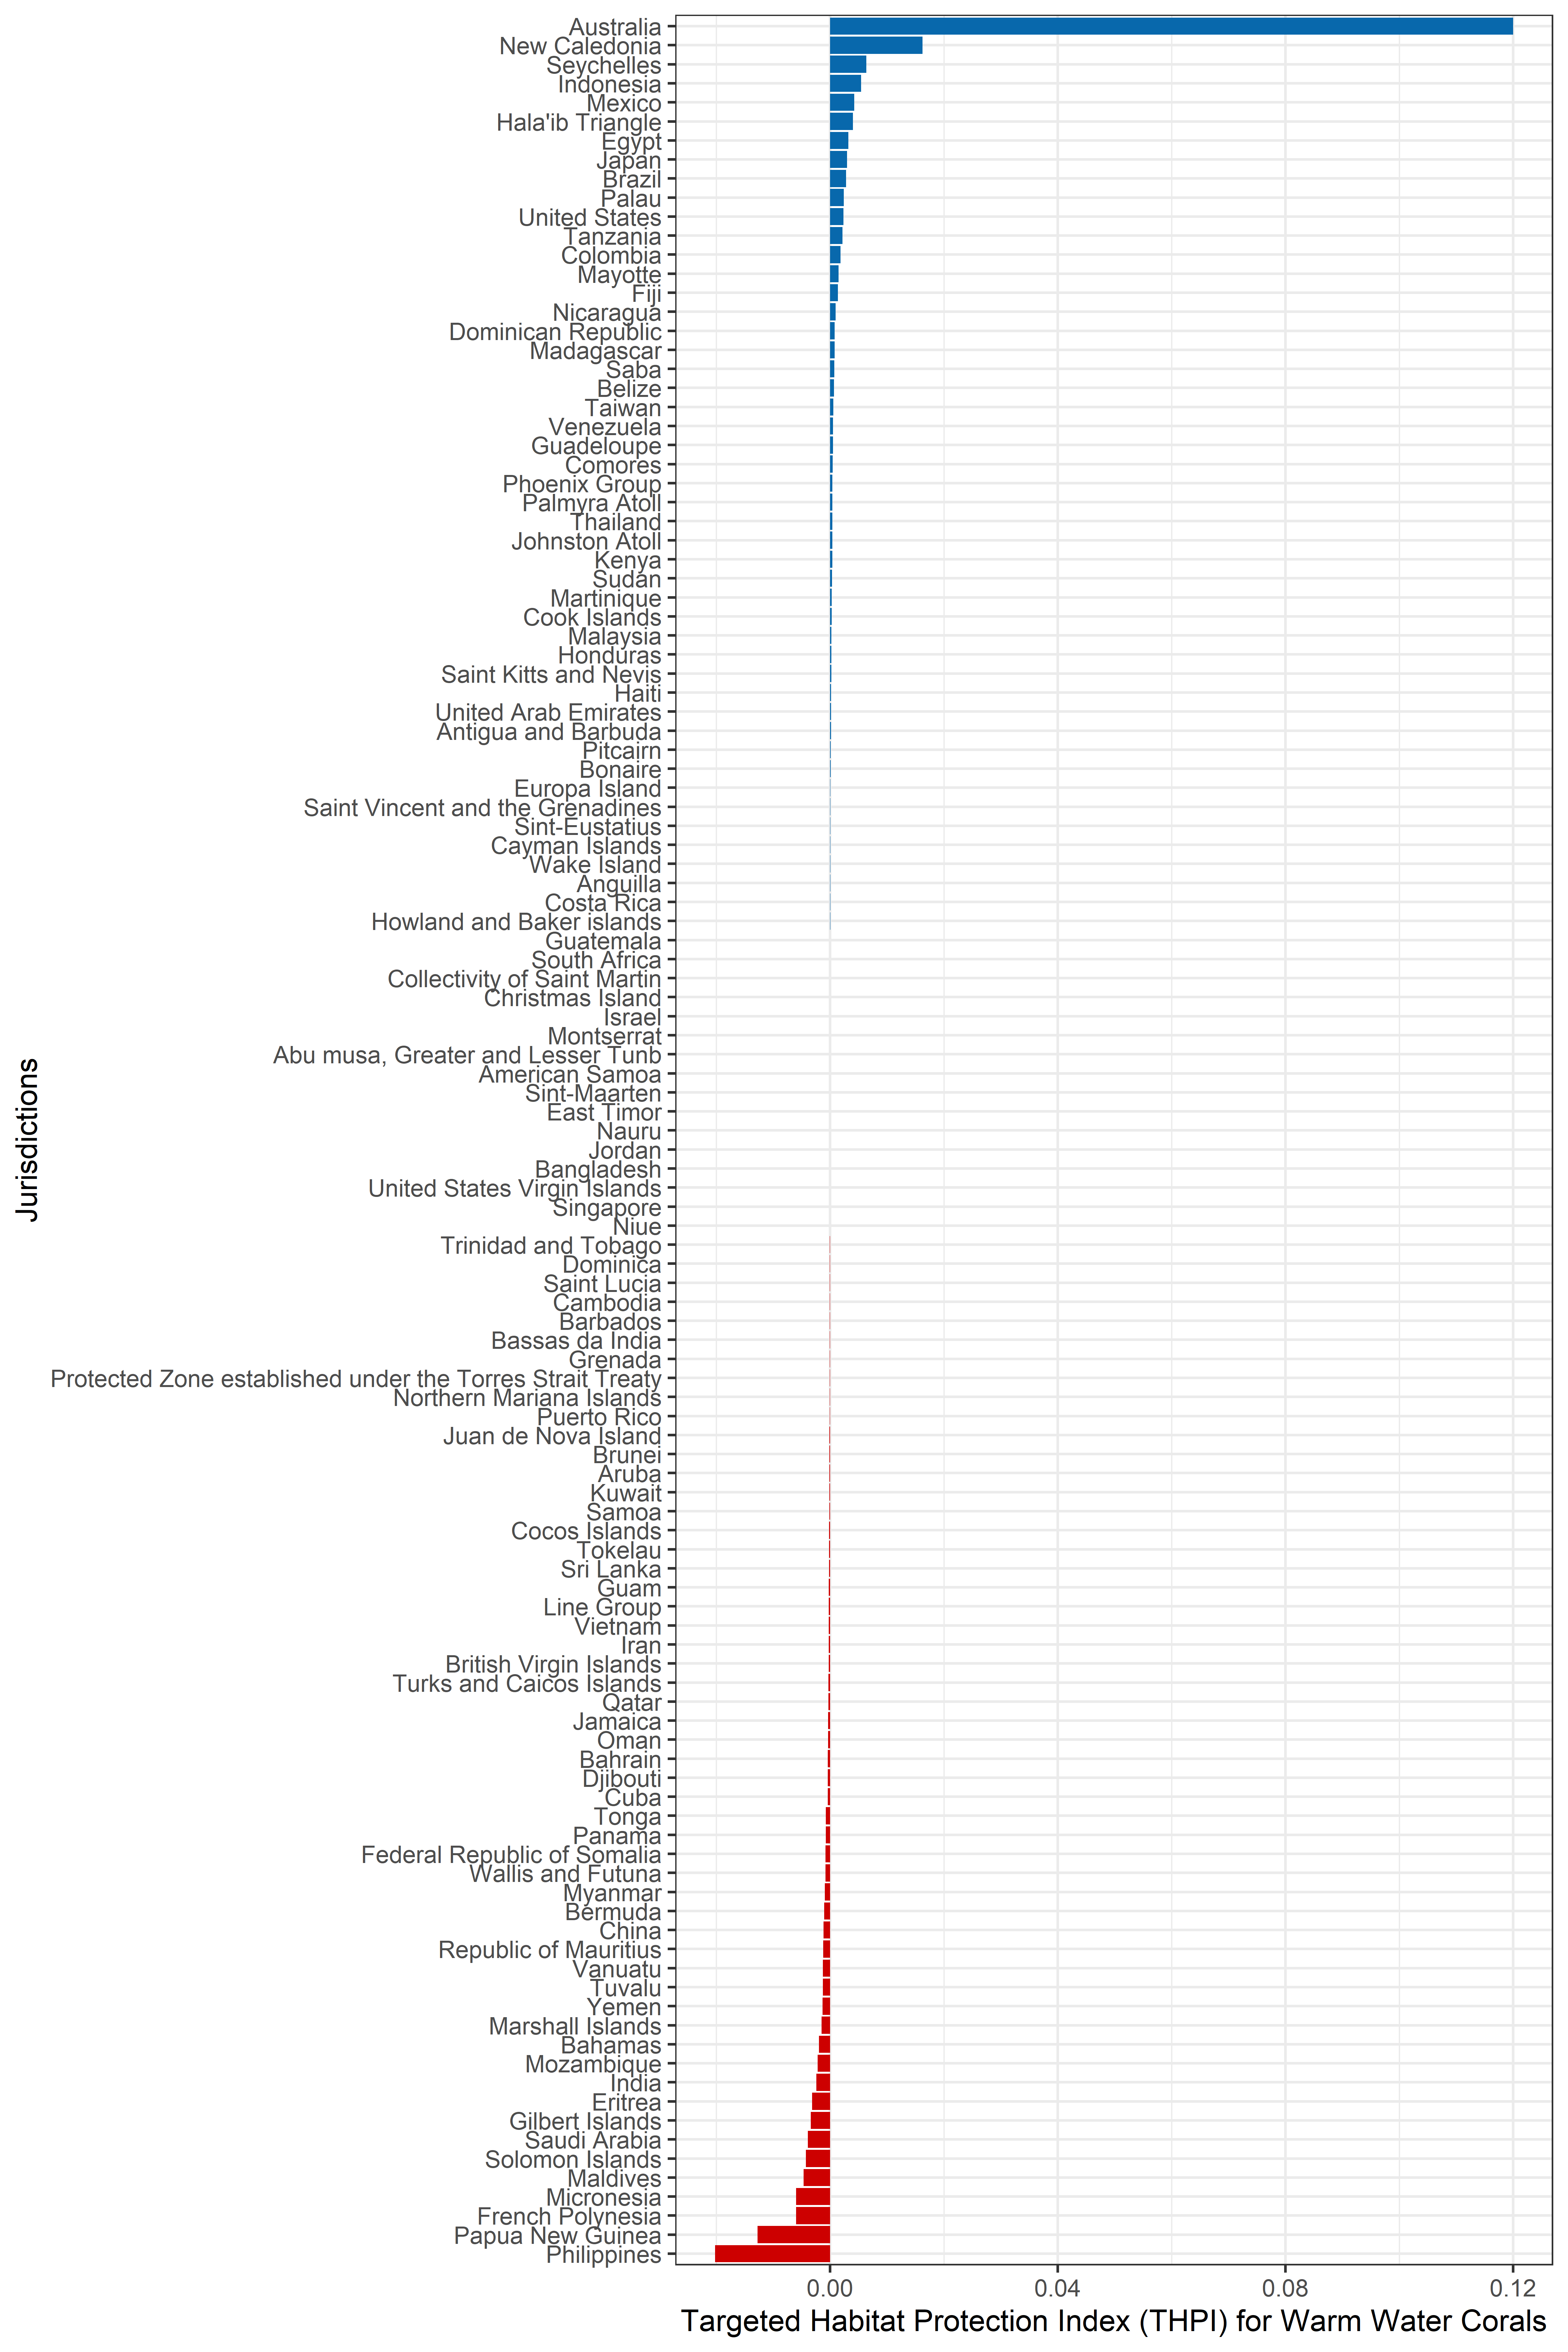 Australia
New Caledonia
Seychelles
Indonesia
Mexico
Hala'ib Triangle
Egypt
Japan
Brazil
Palau
United States
Tanzania
Colombia
Mayotte
Fiji
Nicaragua
Dominican Republic
Madagascar
Saba
Belize
Taiwan
Venezuela
Guadeloupe
Comores
Phoenix Group
Palmyra Atoll
Thailand
Johnston Atoll
Kenya
Sudan
Martinique
Cook Islands
Malaysia
Honduras
Saint Kitts and Nevis
Haiti
United Arab Emirates
Antigua and Barbuda
Pitcairn
Bonaire
Europa Island
Saint Vincent and the Grenadines
Sint-Eustatius
Cayman Islands
Wake Island
Anguilla
Costa Rica
Howland and Baker islands
Guatemala
South Africa
Collectivity of Saint Martin
Christmas Island
Israel
Montserrat
Abu musa, Greater and Lesser Tunb
American Samoa
Sint-Maarten
East Timor
Nauru
Jordan
Bangladesh
United States Virgin Islands
Singapore
Niue
Trinidad and Tobago
Dominica
Saint Lucia
Cambodia
Barbados
Bassas da India
Grenada
Protected Zone established under the Torres Strait Treaty
Northern Mariana Islands
Puerto Rico
Juan de Nova Island
Brunei
Aruba
Kuwait
Samoa
Cocos Islands
Tokelau
Sri Lanka
Guam
Line Group
Vietnam
Iran
British Virgin Islands
Turks and Caicos Islands
Qatar
Jamaica
Oman
Bahrain
Djibouti
Cuba
Tonga
Panama
Federal Republic of Somalia
Wallis and Futuna
Myanmar
Bermuda
China
Republic of Mauritius
Vanuatu
Tuvalu
Yemen
Marshall Islands
Bahamas
Mozambique
India
Eritrea
Gilbert Islands
Saudi Arabia
Solomon Islands
Maldives
Micronesia
French Polynesia
Papua New Guinea
Philippines
Jurisdictions
0.00 0.04 0.08 0.12
Targeted Habitat Protection Index (THPI) for Warm Water Corals